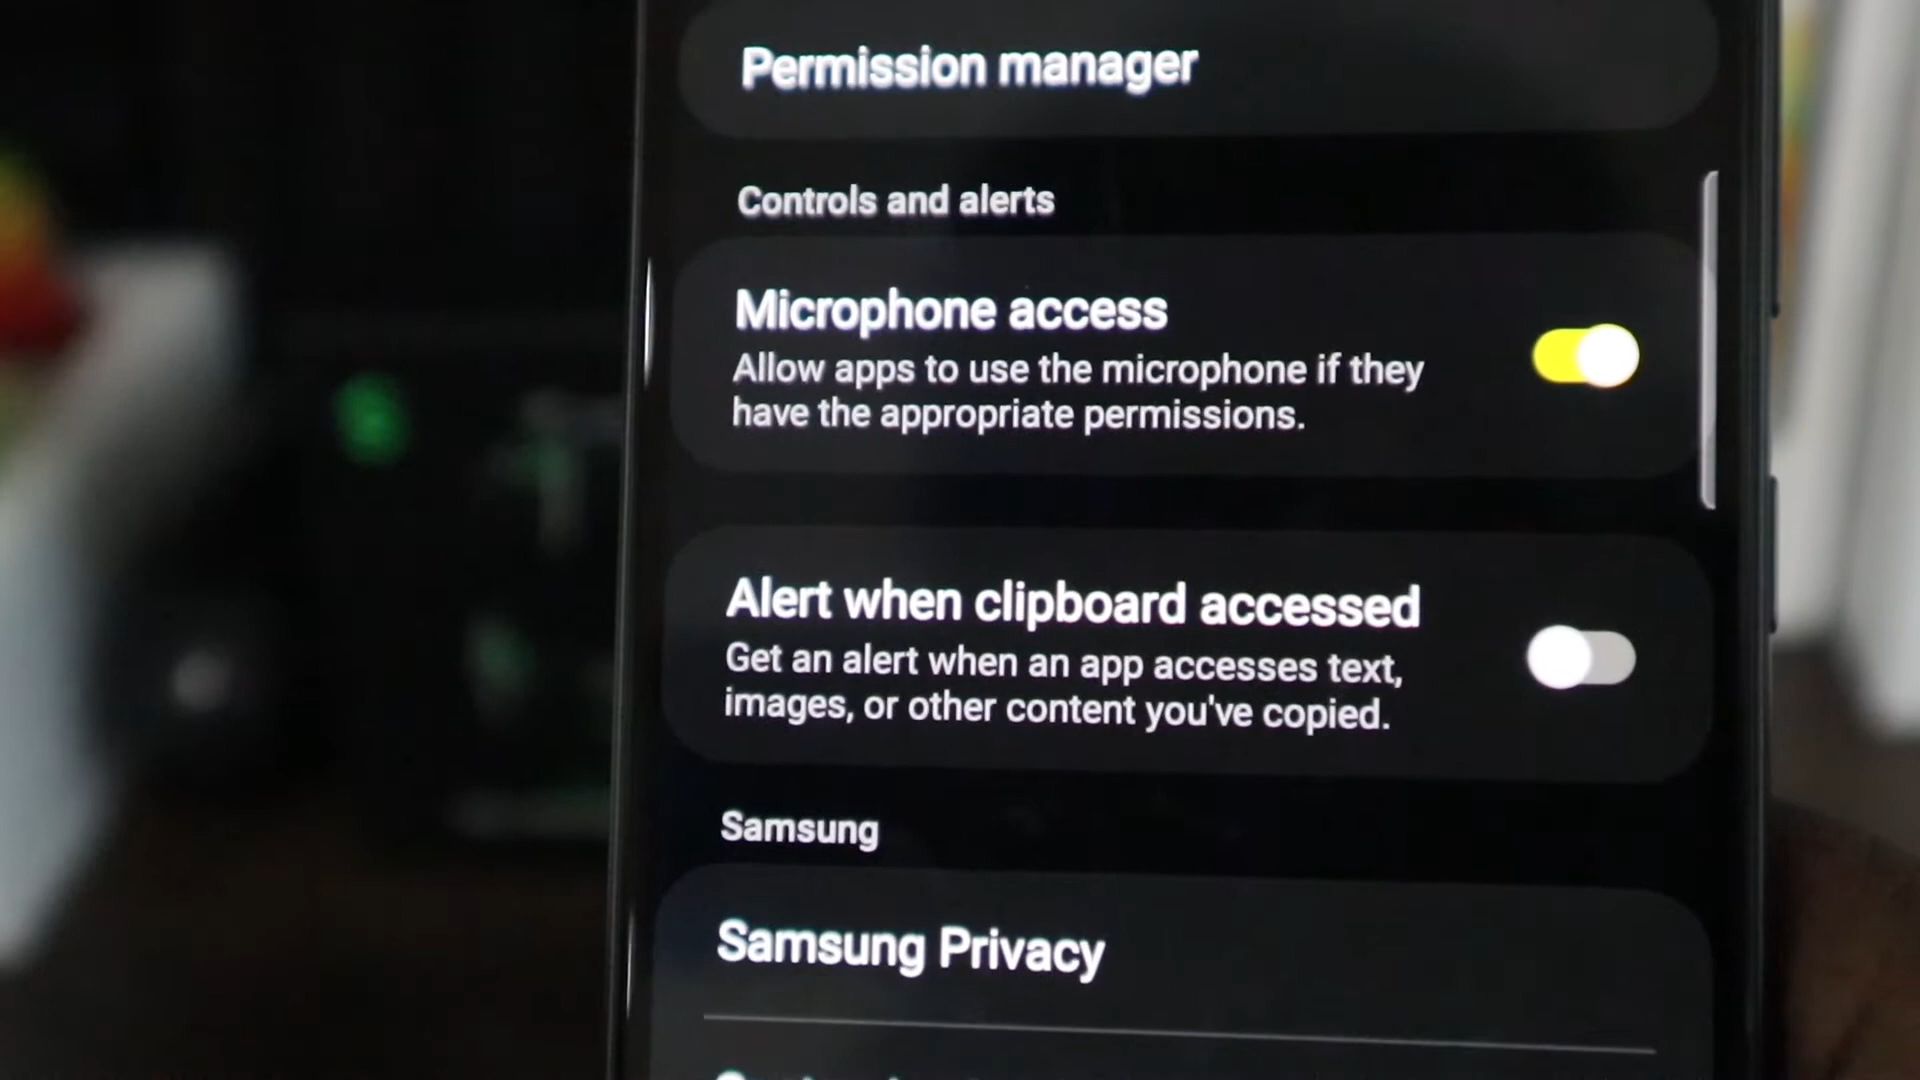 Permission manager
Controls and alerts
Microphone access
Allow apps to use the microphone if they
have the appropriate permissions.
Alert when clipboard accessed
Get an alert when an app accesses text,
images, or other content you've copied.
Samsung
Samsung Privacy